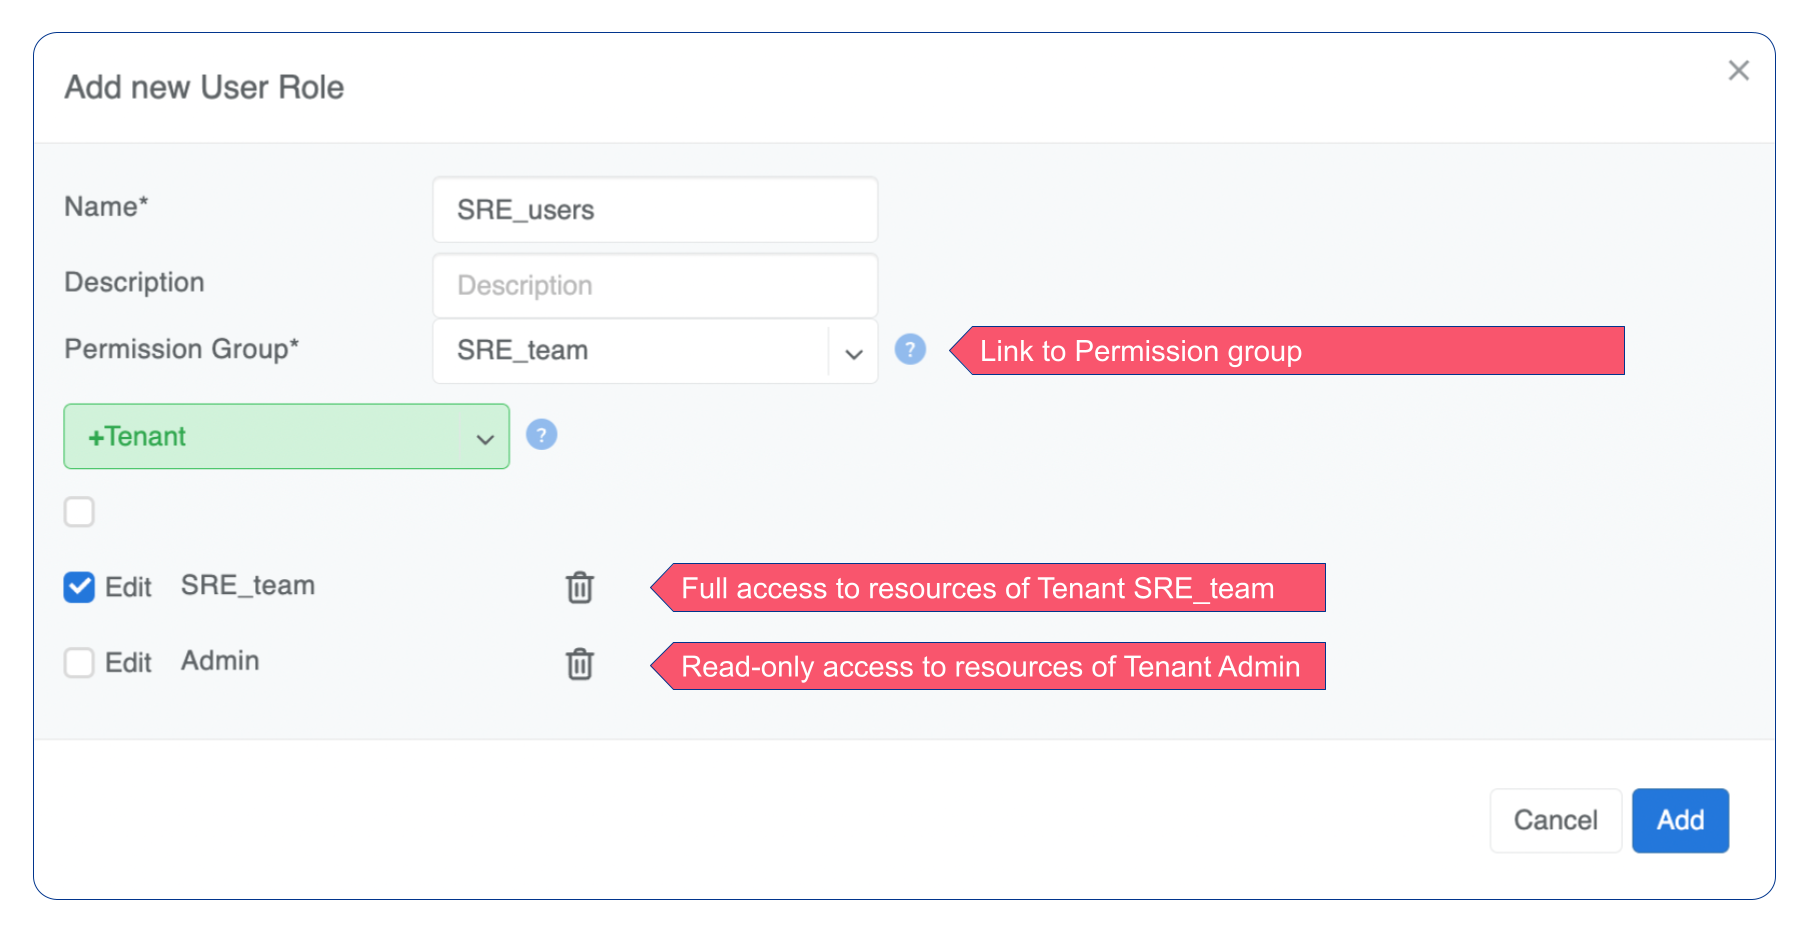 Add new User Role
Name*
SRE_users
Description
Description
Permission Group*
SRE_team
?
Link to Permission group
+Tenant
?
Edit SRE_team
Full access to resources of Tenant SRE_team
Edit Admin
Read-only access to resources of Tenant Admin
Cancel
Add